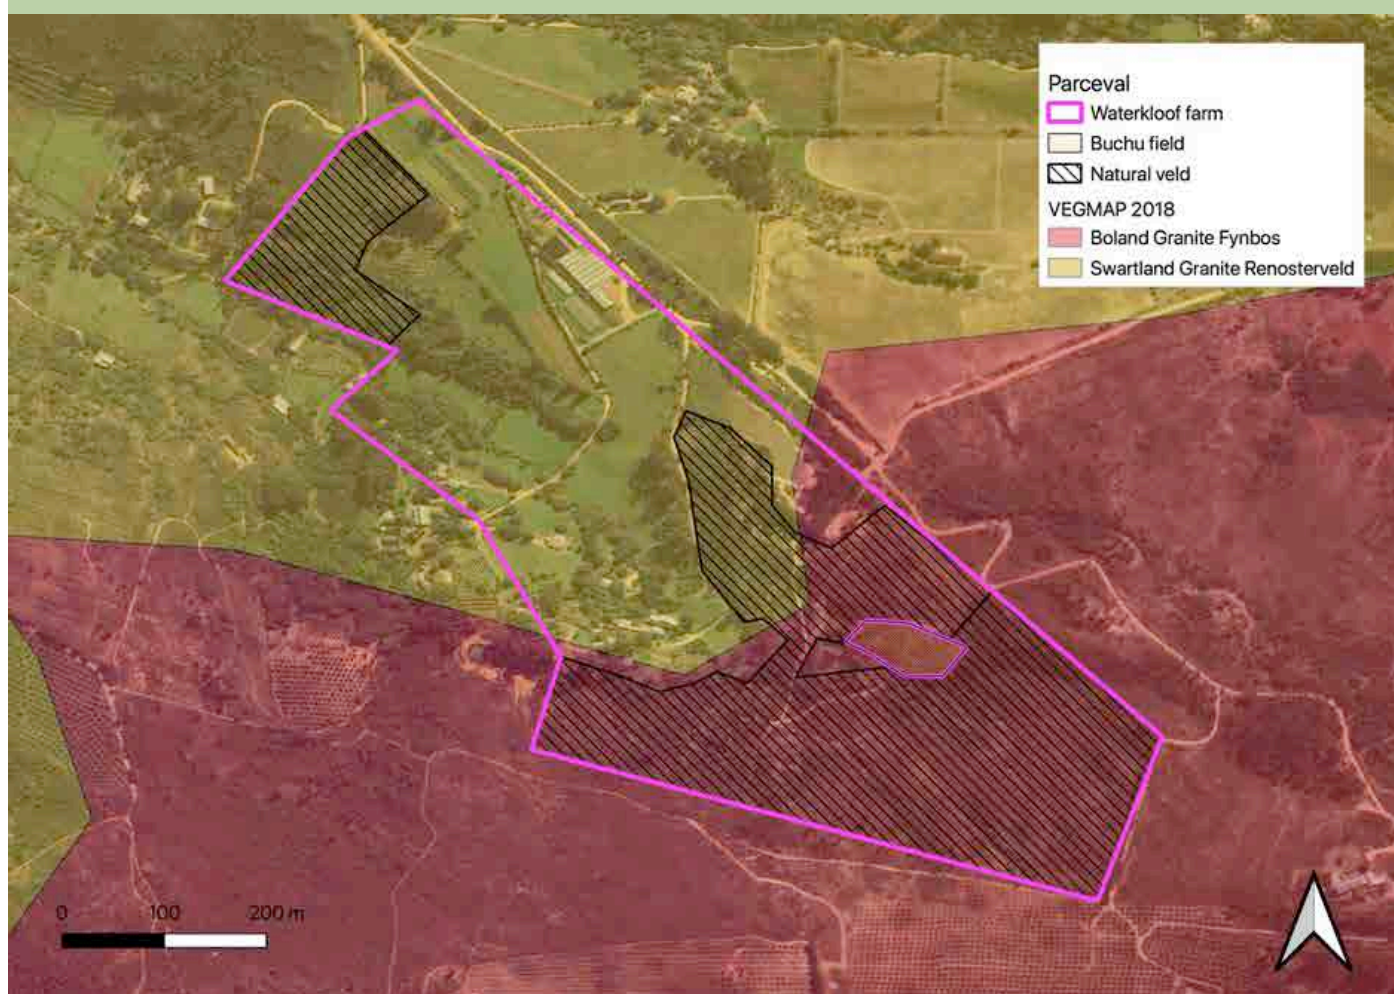 Parceval
Waterkloof farm
Buchu field
Natural veld
VEGMAP 2018
Boland Granite Fynbos
Swartland Granite Renosterveld
0 100 200 m